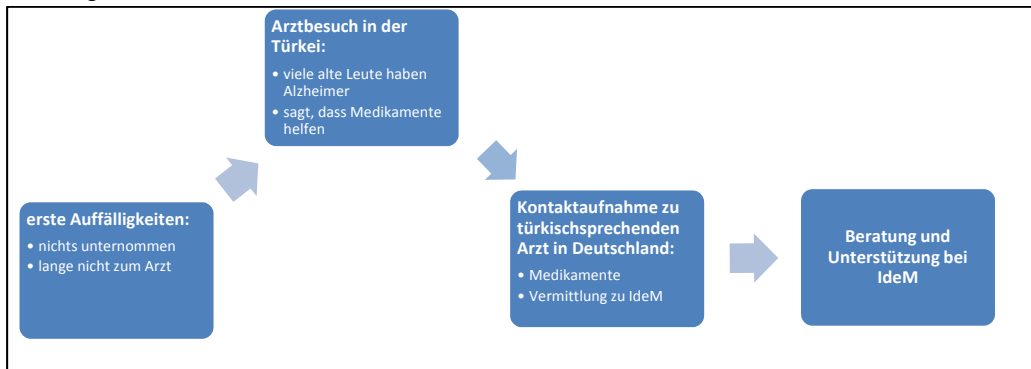 erste Auffälligkeiten:
• nichts unternommen
• lange nicht zum Arzt
Arztbesuch in der
Türkei:
• viele alte Leute haben
Alzheimer
• sagt, dass Medikamente
helfen
Kontaktaufnahme zu
türkischsprechenden
Arzt in Deutschland:
• Medikamente
• Vermittlung zu IdeM
Beratung und
Unterstützung bei
IdeM